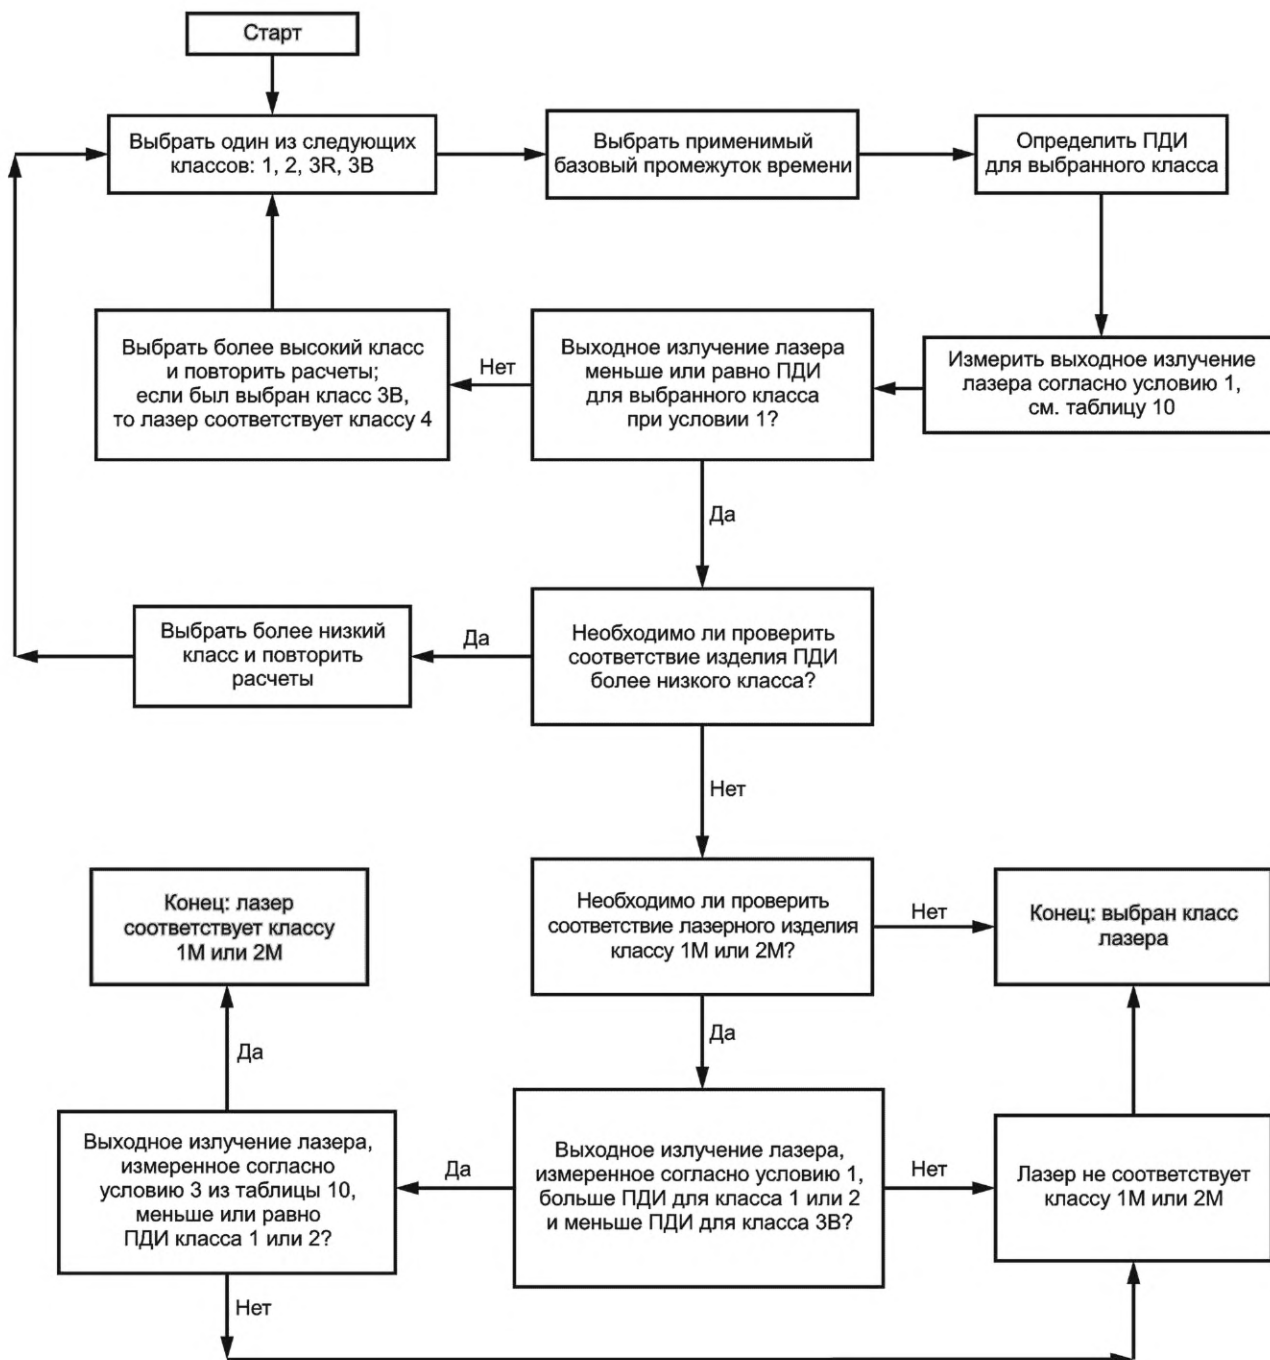 Старт
Выбрать один из следующих
классов: 1, 2, 3R, 3B
Выбрать применимый
базовый промежуток времени
Определить ПДИ
для выбранного класса
Выбрать более высокий класс
и повторить расчеты;
если был выбран класс 3B,
то лазер соответствует классу 4
Нет
Выходное излучение лазера
меньше или равно ПДИ
для выбранного класса
при условии 1?
Измерить выходное излучение
лазера согласно условию 1,
см. таблицу 10
Да
Выбрать более низкий
класс и повторить
расчеты
Да
Необходимо ли проверить
соответствие изделия ПДИ
более низкого класса?
Нет
Конец: лазер
соответствует классу
1M или 2M
Необходимо ли проверить
соответствие лазерного изделия
классу 1M или 2M?
Нет
Конец: выбран класс
лазера
Да
Да
Выходное излучение лазера,
измеренное согласно
условию 3 из таблицы 10,
меньше или равно
ПДИ класса 1 или 2?
Да
Выходное излучение лазера,
измеренное согласно условию 1,
больше ПДИ для класса 1 или 2
и меньше ПДИ для класса 3B?
Нет
Лазер не соответствует
классу 1M или 2M
Нет